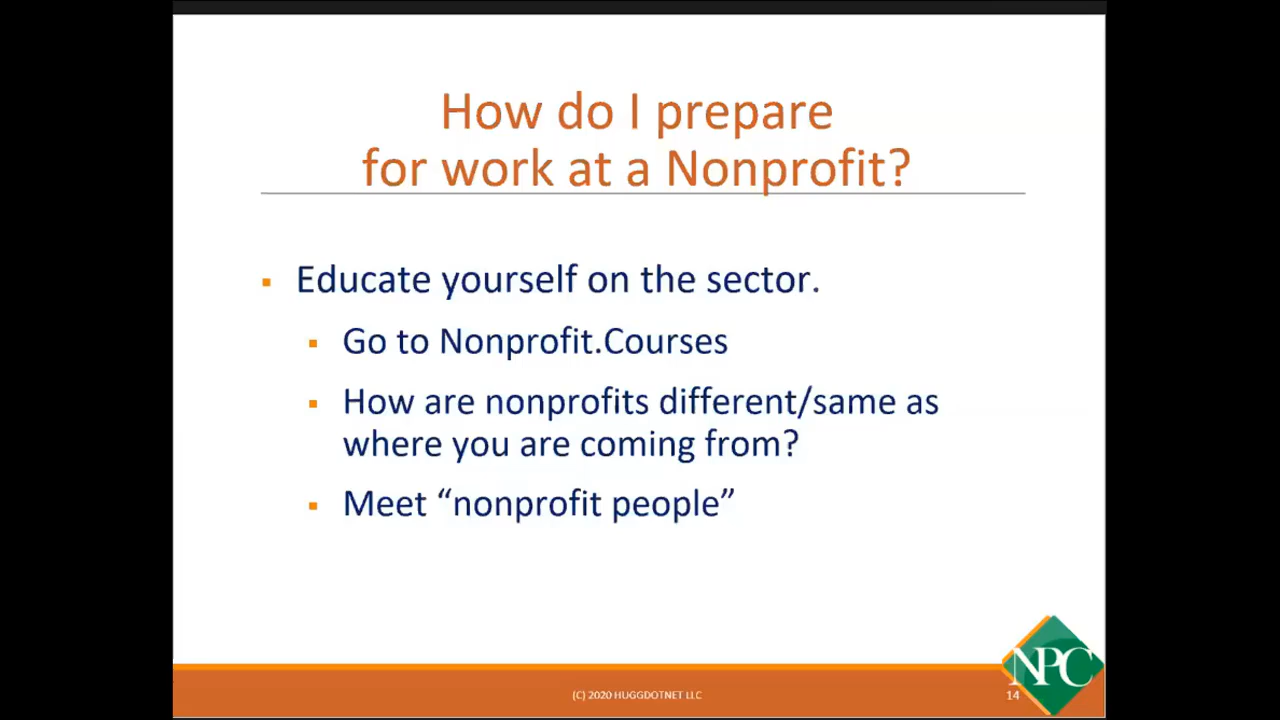 How do I prepare
for work at a Nonprofit?
▪ Educate yourself on the sector.
▪ Go to Nonprofit.Courses
▪ How are nonprofits different/same as
where you are coming from?
▪ Meet “nonprofit people”
NPC
(C) 2020 HUGGDOTNET LLC
14